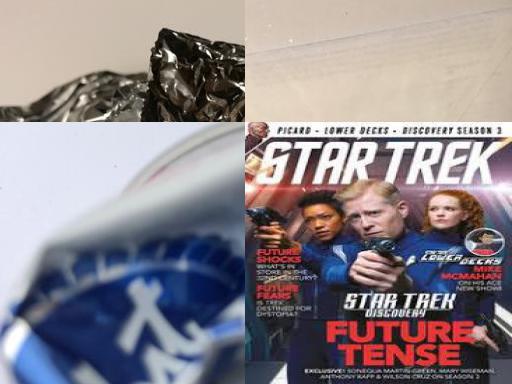 PICARD - LOWER DECKS - DISCOVERY SEASON 3
STAR TREK
FUTURE
SHOCKS
WHAT'S IN
STORE IN THE
32ND CENTURY?
FUTURE
FEARS
IS TREK
DESTINED FOR
DYSTOPIA?
STAR TREK
LOWER DECKS
MIKE
MCMAHAN
ON HIS ACE
NEW SHOW!
STAR TREK
DISCOVERY
FUTURE
TENSE
EXCLUSIVE! SONEQUA MARTIN-GREEN, MARY WISEMAN,
ANTHONY RAPP & WILSON CRUZ ON SEASON 3